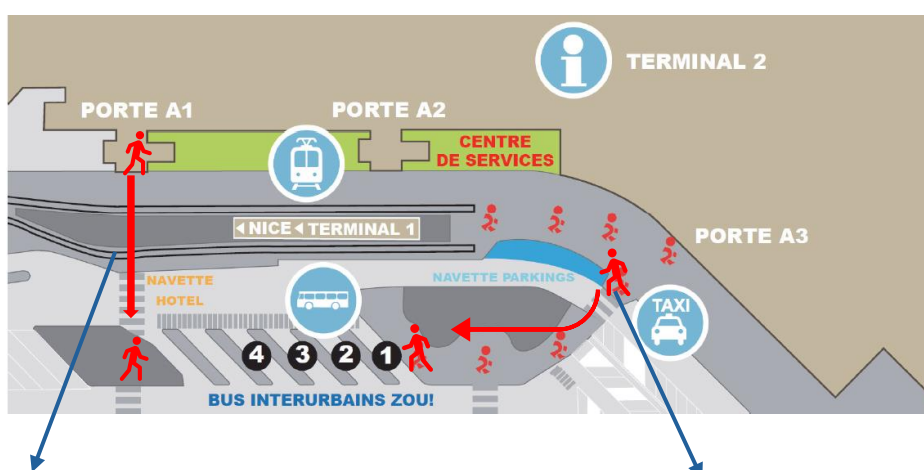 TERMINAL 2
PORTE A1
PORTE A2
CENTRE
DE SERVICES
NICE TERMINAL 1
PORTE A3
NAVETTE
HOTEL
NAVETTE PARKINGS
TAXI
4 3 2 1
BUS INTERURBAINS ZOU!